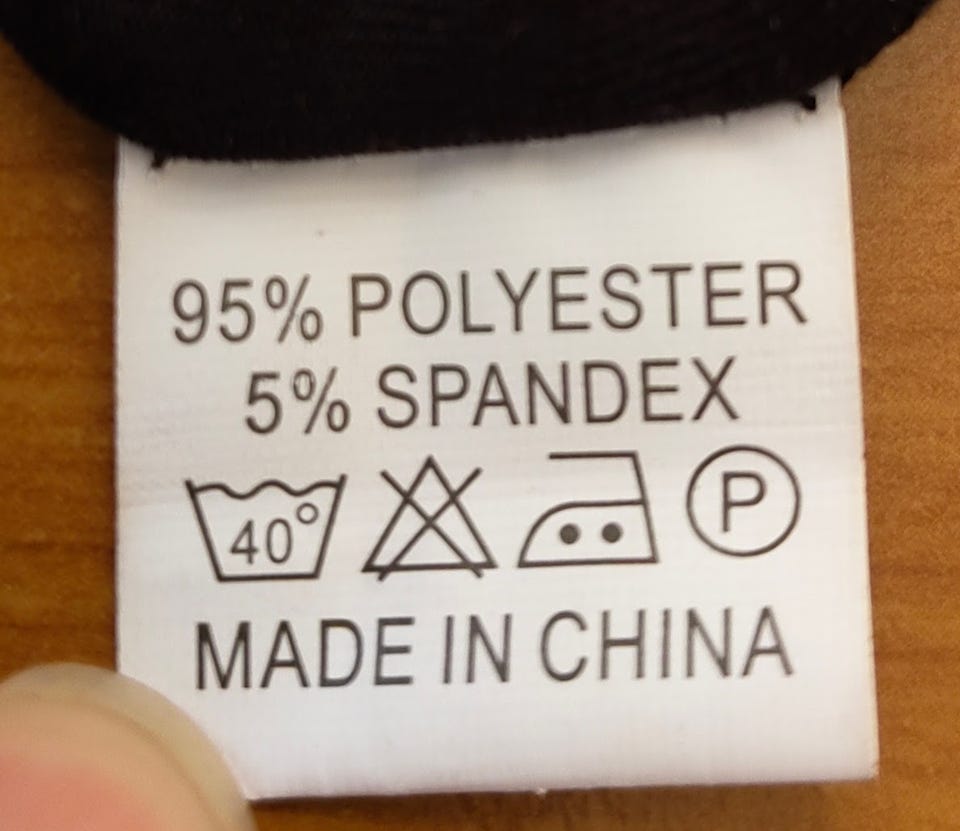 95% POLYESTER
5% SPANDEX
40° P
MADE IN CHINA